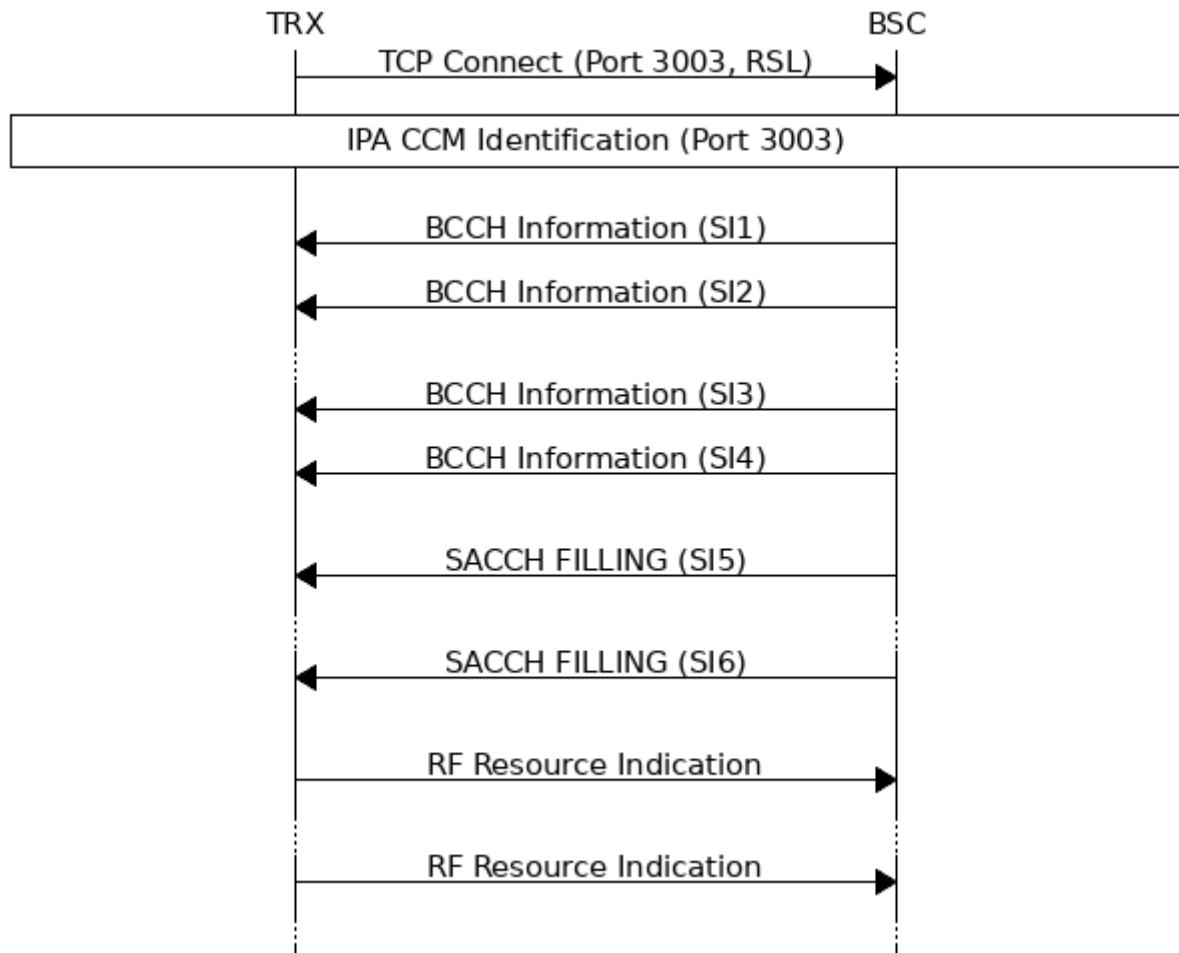 TRX
BSC
TCP Connect (Port 3003, RSL)
IPA CCM Identification (Port 3003)
BCCH Information (SI1)
BCCH Information (SI2)
BCCH Information (SI3)
BCCH Information (SI4)
SACCH FILLING (SI5)
SACCH FILLING (SI6)
RF Resource Indication
RF Resource Indication